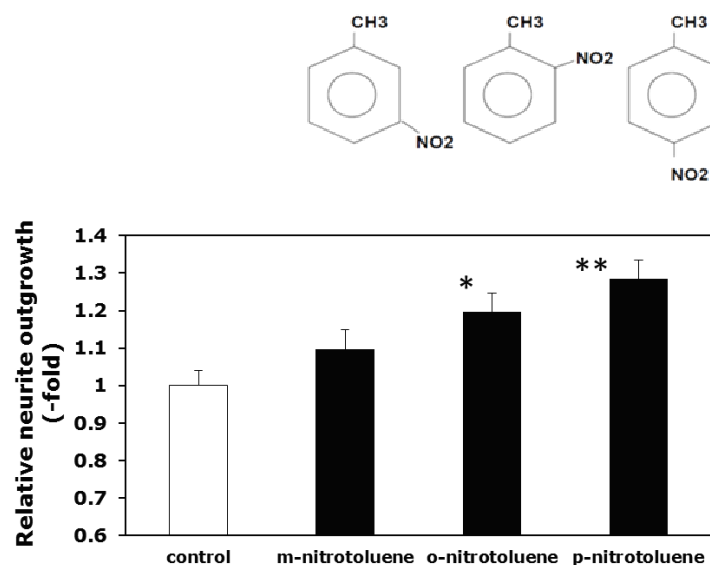 CH3 CH3 CH3
NO2
NO2
NO2
Relative neurite outgrowth
(-fold)
1.4
1.3
1.2
1.1
1
0.9
0.8
0.7
0.6
*
**
control m-nitrotoluene o-nitrotoluene p-nitrotoluene